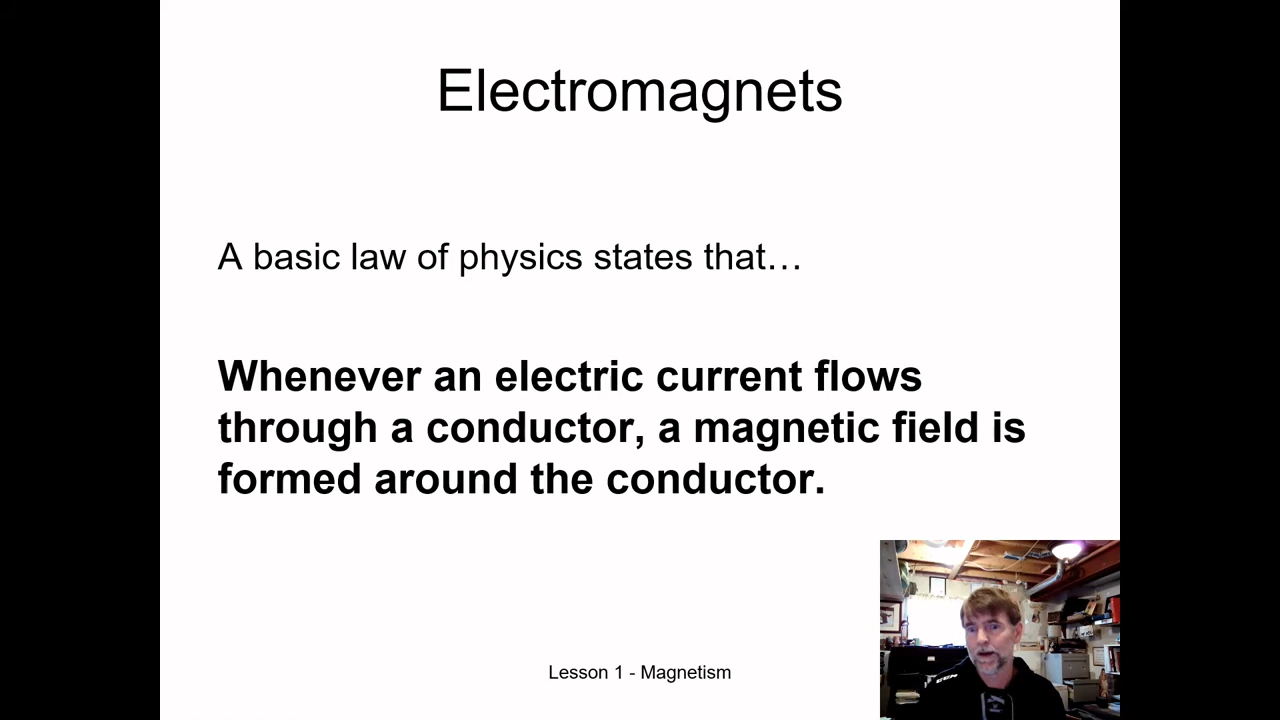 Electromagnets
A basic law of physics states that…
Whenever an electric current flows
through a conductor, a magnetic field is
formed around the conductor.
Lesson 1 - Magnetism
CCM